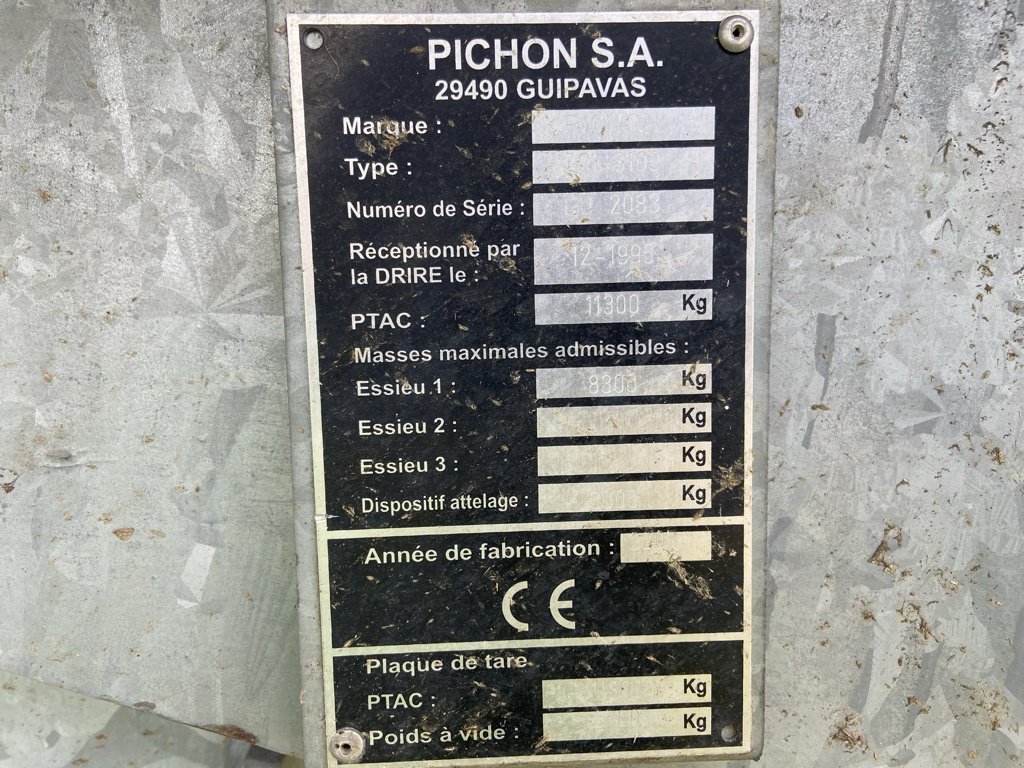 PICHON S.A.
29490 GUIPAVAS
Marque :
Type :
Numéro de Série : 2083
Réceptionné par
la DRIRE le : 12-1995
PTAC : 11300 Kg
Masses maximales admissibles :
Essieu 1 : 8300 Kg
Essieu 2 : Kg
Essieu 3 : Kg
Dispositif attelage : 3000 Kg
Année de fabrication :
CE
Plaque de tare
PTAC : Kg
Poids à vide : Kg